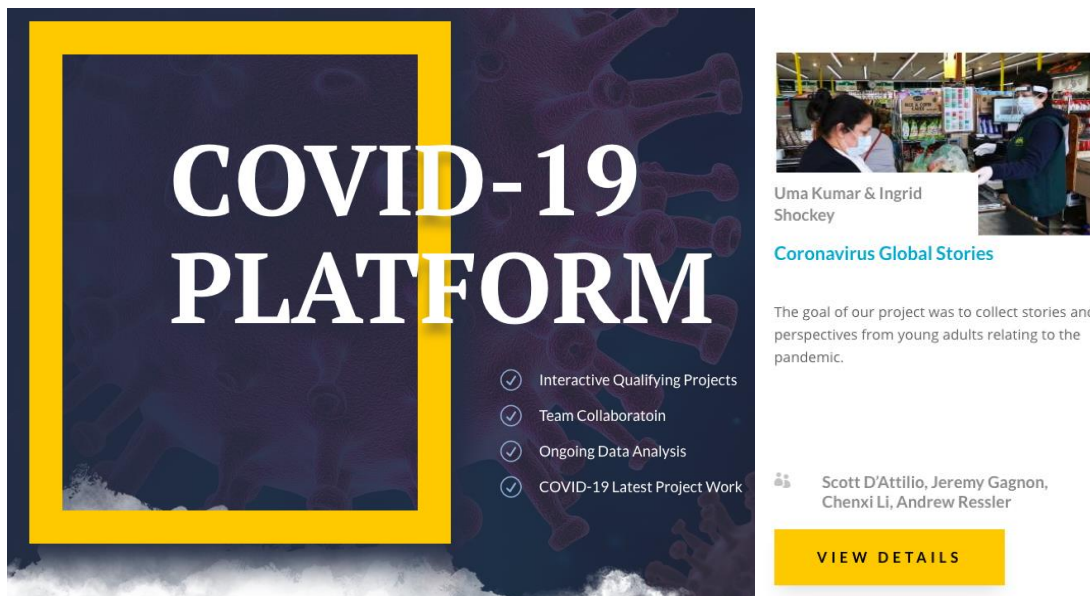 COVID-19
PLATFORM
Interactive Qualifying Projects
Team Collaboratoin
Ongoing Data Analysis
COVID-19 Latest Project Work
Uma Kumar & Ingrid
Shockey
Coronavirus Global Stories
The goal of our project was to collect stories and
perspectives from young adults relating to the
pandemic.
Scott D'Attilio, Jeremy Gagnon,
Chenxi Li, Andrew Ressler
VIEW DETAILS